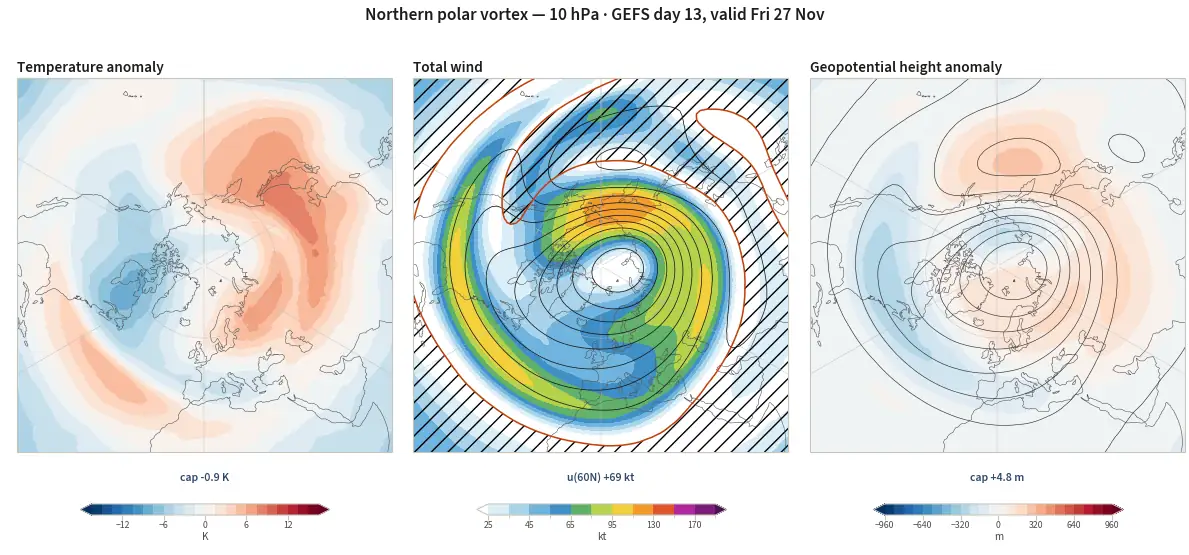 Northern polar vortex — 10 hPa · GEFS day 13, valid Fri 27 Nov
Temperature anomaly
Total wind
Geopotential height anomaly
cap -0.9 K
u(60N) +69 kt
cap +4.8 m
−12 −6 0 6 12
K
25 45 65 95 130 170
kt
−960 −640 −320 0 320 640 960
m